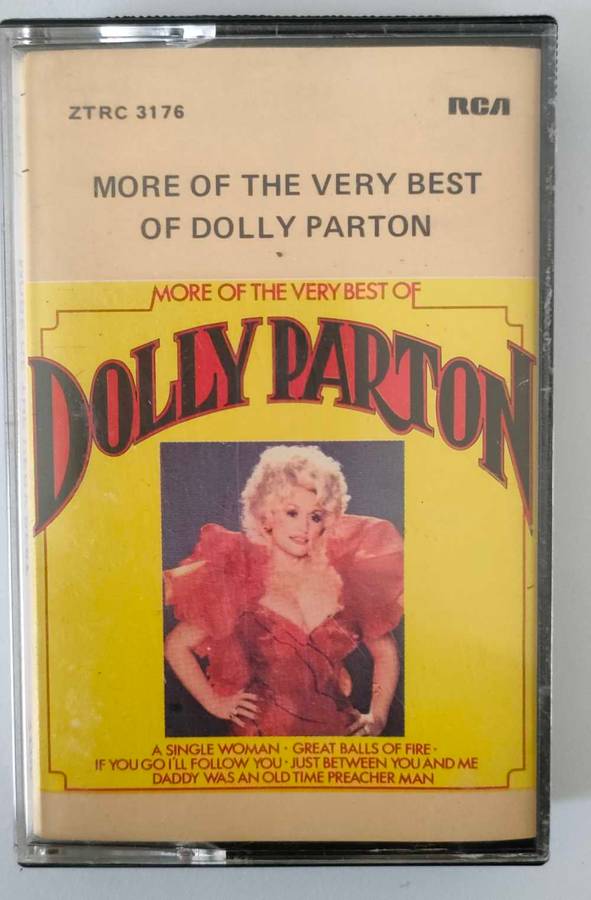 ZTRC 3176
RCA
MORE OF THE VERY BEST
OF DOLLY PARTON
MORE OF THE VERY BEST OF
DOLLY PARTON
A SINGLE WOMAN · GREAT BALLS OF FIRE ·
IF YOU GO I'LL FOLLOW YOU · JUST BETWEEN YOU AND ME
DADDY WAS AN OLD TIME PREACHER MAN